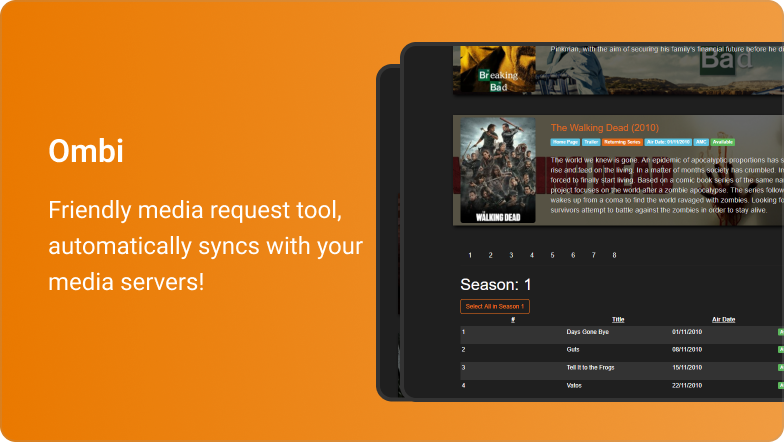 Ombi
Friendly media request tool,
automatically syncs with your
media servers!
Pinkman, with the aim of securing his family's financial future before he di
Breaking
Bad
Bad
The Walking Dead (2010)
Home Page Trailer Returning Series Air Date: 01/11/2010 AMC Available
The world we knew is gone. An epidemic of apocalyptic proportions has s
rise and feed on the living. In a matter of months society has crumbled. In
forced to finally start living. Based on a comic book series of the same na
project focuses on the world after a zombie apocalypse. The series follow
wakes up from a coma to find the world ravaged with zombies. Looking fo
survivors attempt to battle against the zombies in order to stay alive.
THE WALKING DEAD
1 2 3 4 5 6 7 8
Season: 1
Select All in Season 1
# Title Air Date
1 Days Gone Bye 01/11/2010 A
2 Guts 08/11/2010 A
3 Tell It to the Frogs 15/11/2010 A
4 Vatos 22/11/2010 A